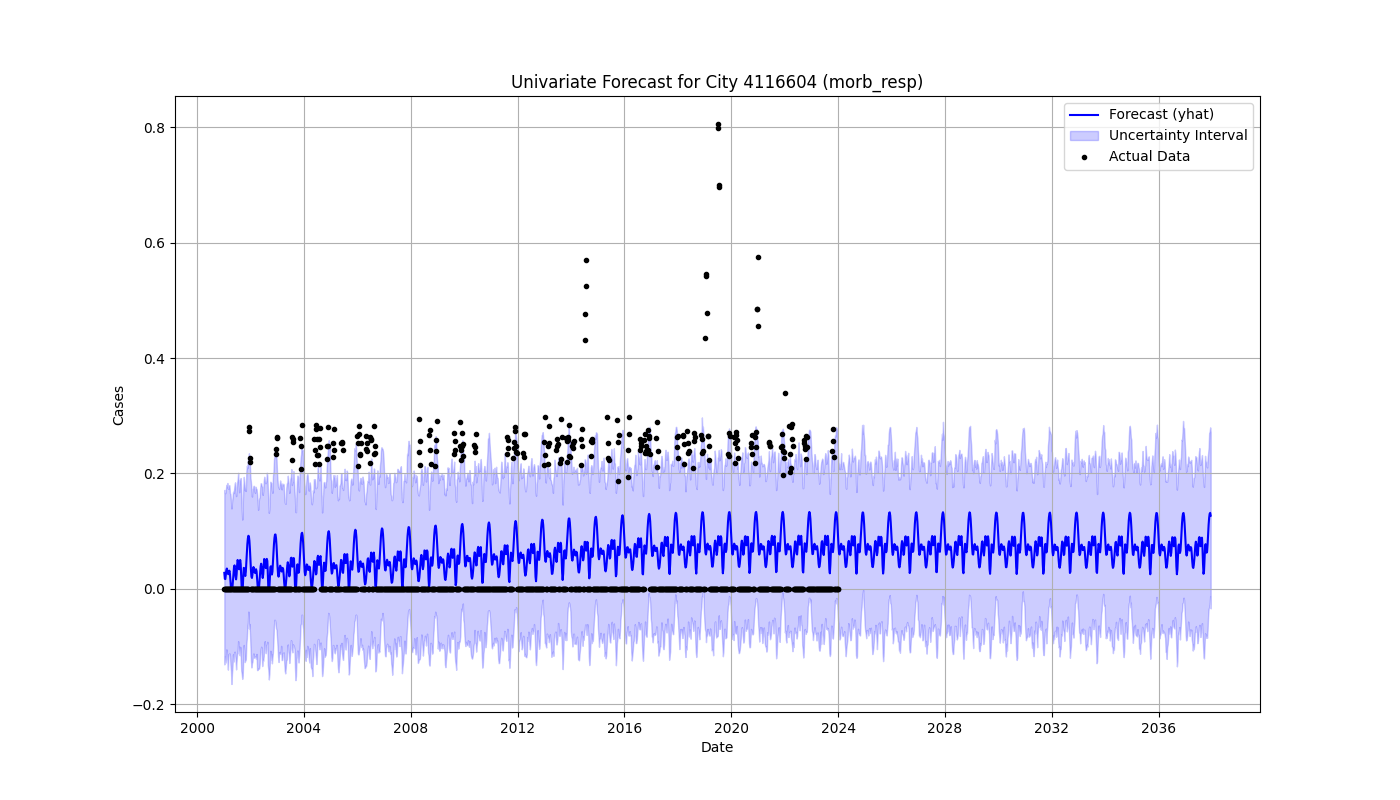 Univariate Forecast for City 4116604 (morb_resp)
Forecast (yhat)
Uncertainty Interval
Actual Data
Cases
0.8
0.6
0.4
0.2
0.0
−0.2
2000 2004 2008 2012 2016 2020 2024 2028 2032 2036
Date